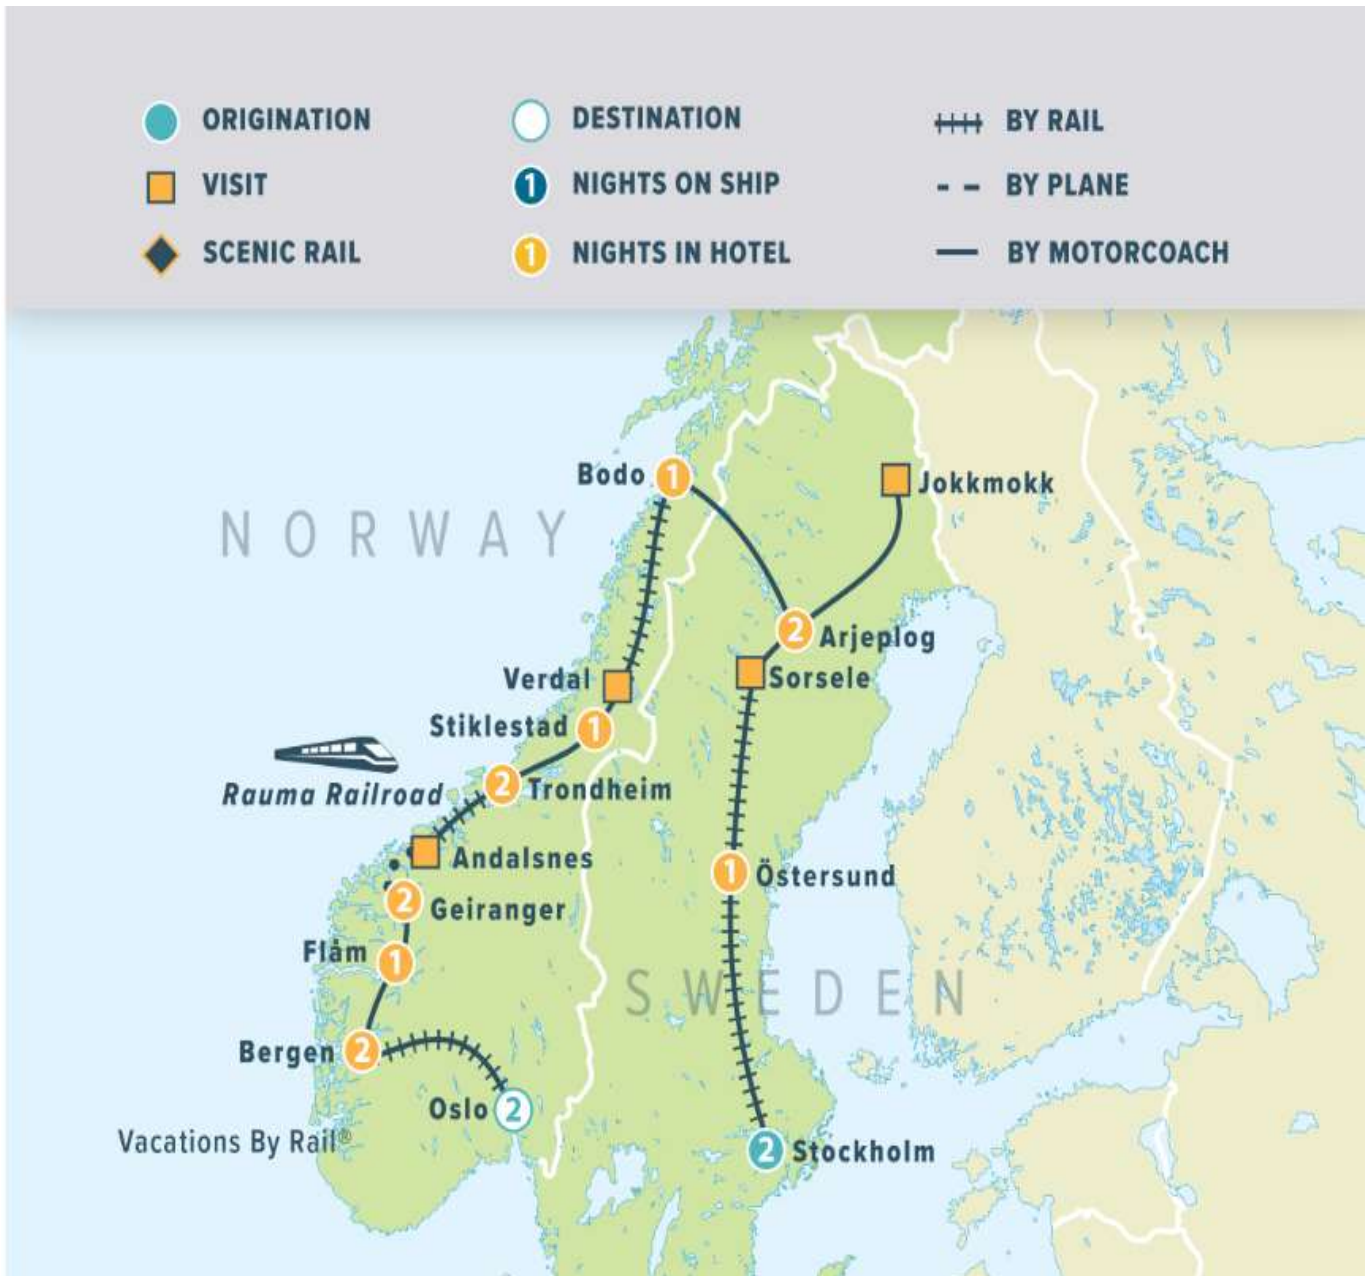 ORIGINATION
DESTINATION
BY RAIL
VISIT
1 NIGHTS ON SHIP
BY PLANE
SCENIC RAIL
1 NIGHTS IN HOTEL
BY MOTORCOACH
Bodo 1
Jokkmokk
NORWAY
2 Arjeplog
Verdal
Sorsele
Stiklestad 1
Rauma Railroad
2 Trondheim
Andalsnes
1 Östersund
2 Geiranger
Flåm 1
SWEDEN
Bergen 2
Oslo 2
Vacations By Rail®
2 Stockholm